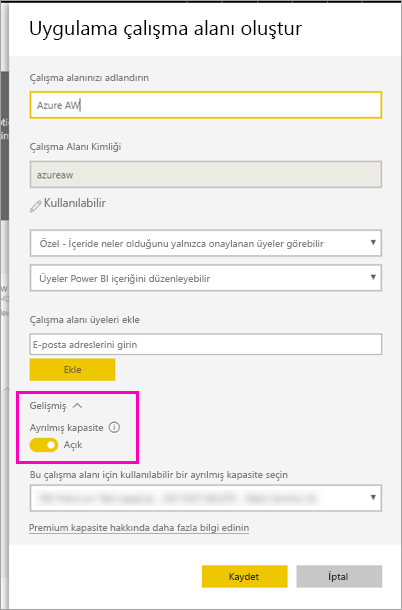 Uygulama çalışma alanı oluştur
Çalışma alanınızı adlandırın
Azure AW
Çalışma Alanı Kimliği
azureaw
Kullanılabilir
Özel - İçeride neler olduğunu yalnızca onaylanan üyeler görebilir
Üyeler Power BI içeriğini düzenleyebilir
Çalışma alanı üyeleri ekle
E-posta adreslerini girin
Ekle
Gelişmiş
Ayrılmış kapasite
Açık
Bu çalışma alanı için kullanılabilir bir ayrılmış kapasite seçin
Premium kapasite hakkında daha fazla bilgi edinin
Kaydet
İptal